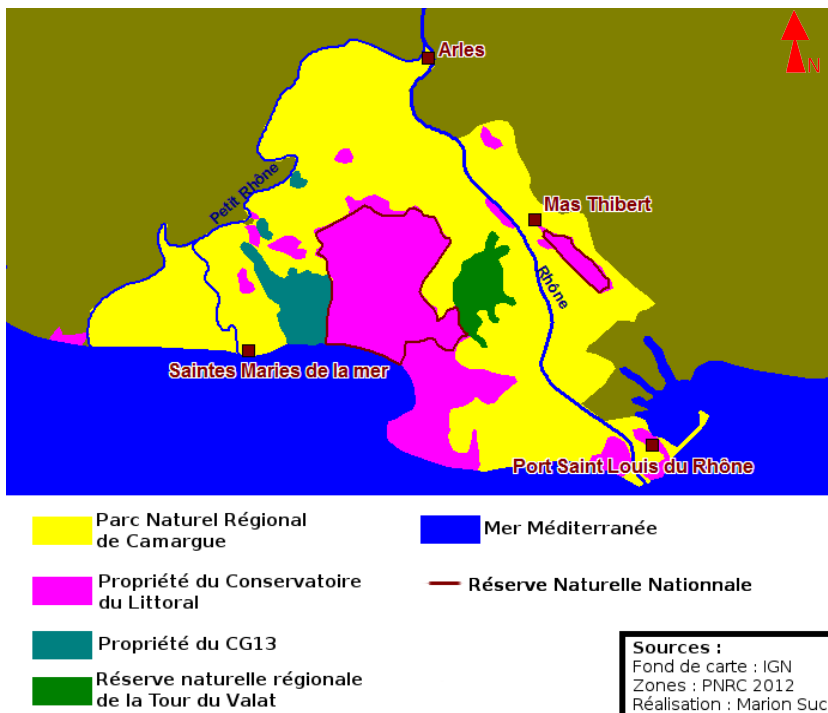 N
Arles
Petit Rhône
Mas Thibert
Rhône
Saintes Maries de la mer
Port Saint Louis du Rhône
Parc Naturel Régional
de Camargue
Propriété du Conservatoire
du Littoral
Propriété du CG13
Réserve naturelle régionale
de la Tour du Valat
Mer Méditerranée
Réserve Naturelle Nationnale
Sources :
Fond de carte : IGN
Zones : PNRC 2012
Réalisation : Marion Suc